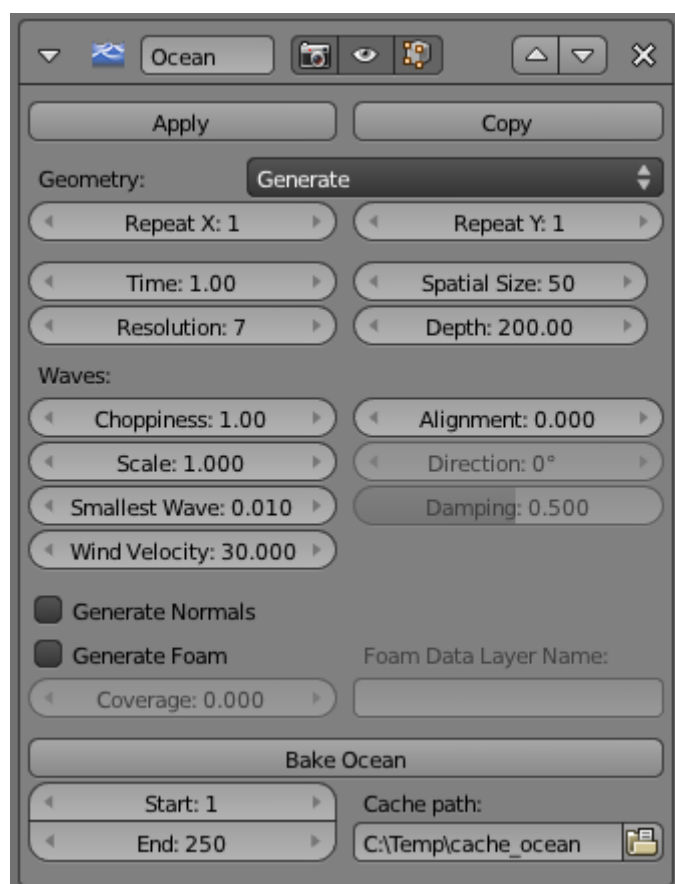 Ocean
Apply Copy
Geometry: Generate
Repeat X: 1 Repeat Y: 1
Time: 1.00 Spatial Size: 50
Resolution: 7 Depth: 200.00
Waves:
Choppiness: 1.00 Alignment: 0.000
Scale: 1.000 Direction: 0°
Smallest Wave: 0.010 Damping: 0.500
Wind Velocity: 30.000
Generate Normals
Generate Foam Foam Data Layer Name:
Coverage: 0.000
Bake Ocean
Start: 1 Cache path:
End: 250 C:\Temp\cache_ocean